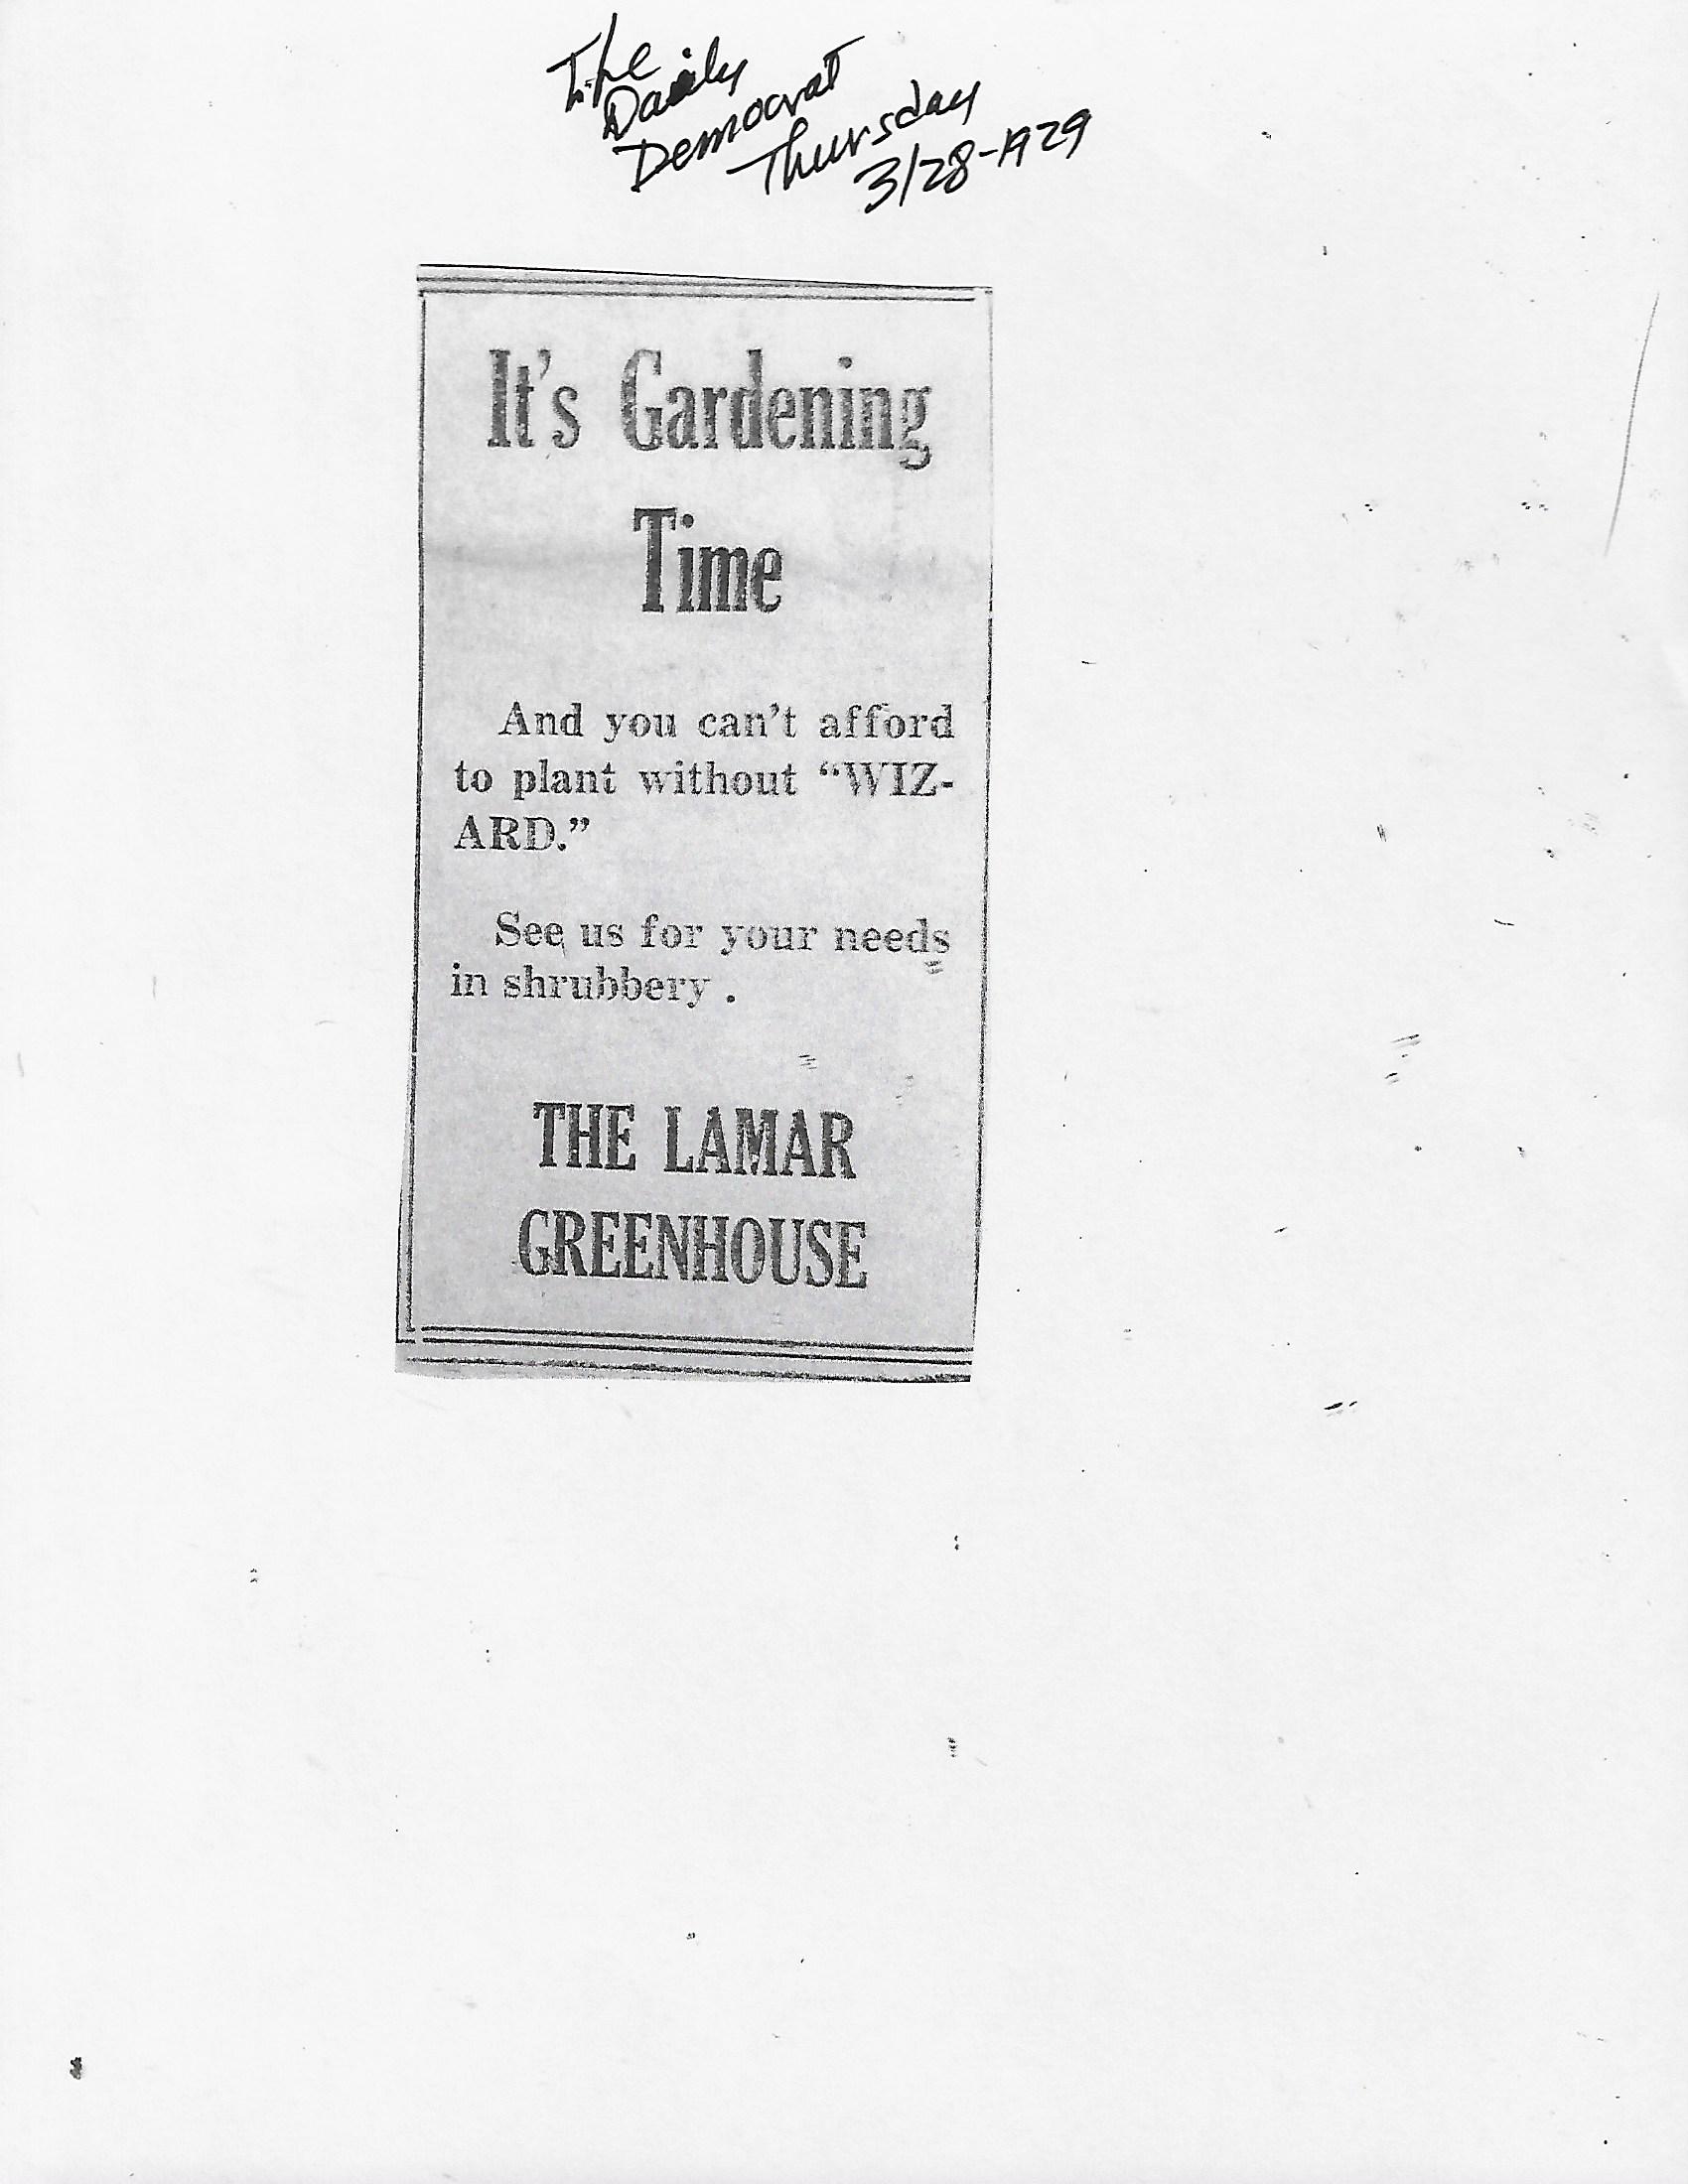 The
Daily
Democrat
Thursday
3/28-1929
It's Gardening
Time
And you can't afford
to plant without “WIZ-
ARD.”
See us for your needs
in shrubbery .
THE LAMAR
GREENHOUSE